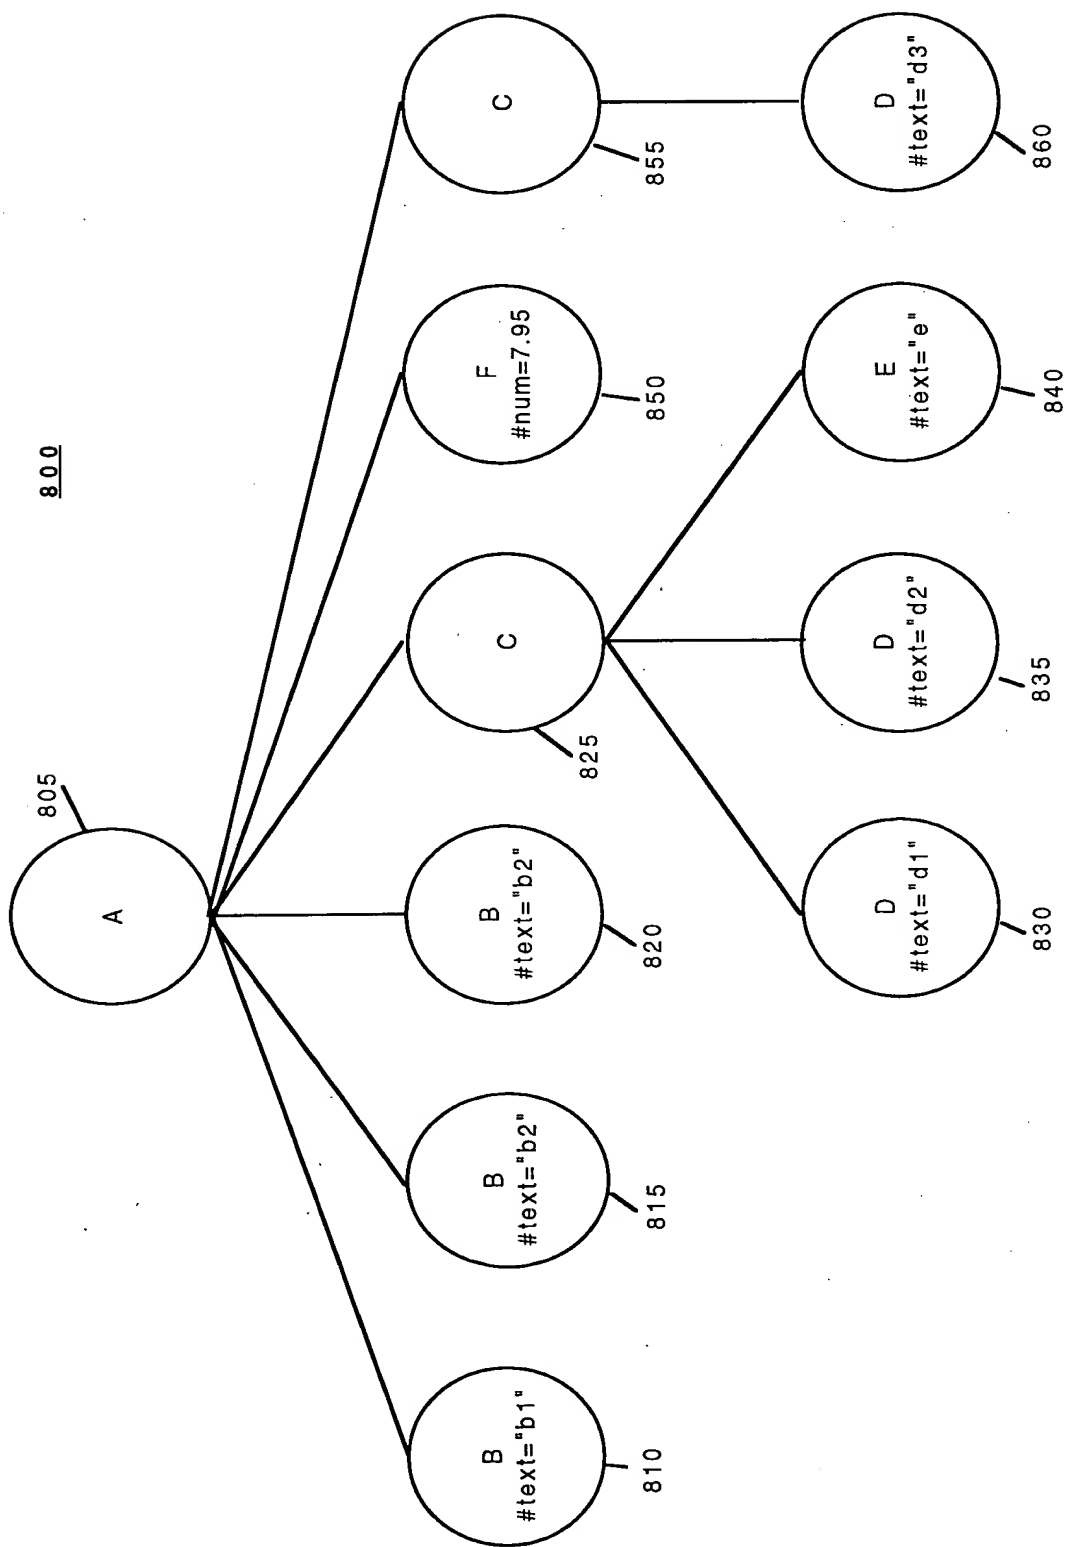 800
A
805
B
#text="b1"
810
B
#text="b2"
815
B
#text="b2"
820
C
825
F
#num=7.95
850
C
855
D
#text="d1"
830
D
#text="d2"
835
E
#text="e"
840
D
#text="d3"
860